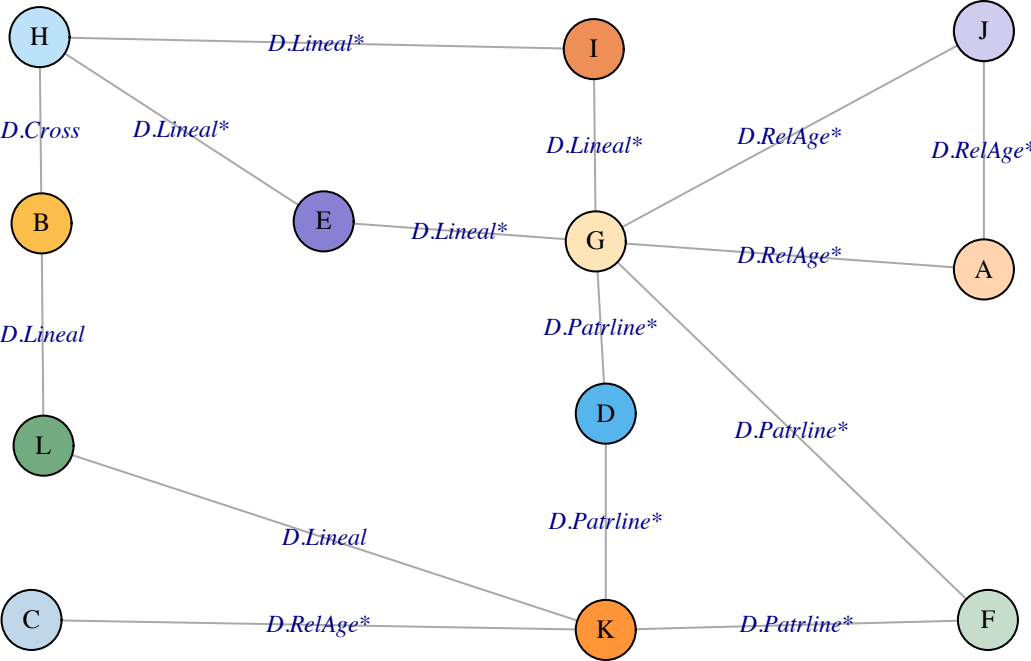 H
D.Lineal*
I
J
D.Cross
D.Lineal*
D.Lineal*
D.RelAge*
D.RelAge*
B
E
D.Lineal*
G
D.RelAge*
A
D.Lineal
D.Patrline*
D
D.Patrline*
L
D.Lineal
D.Patrline*
C
D.RelAge*
K
D.Patrline*
F